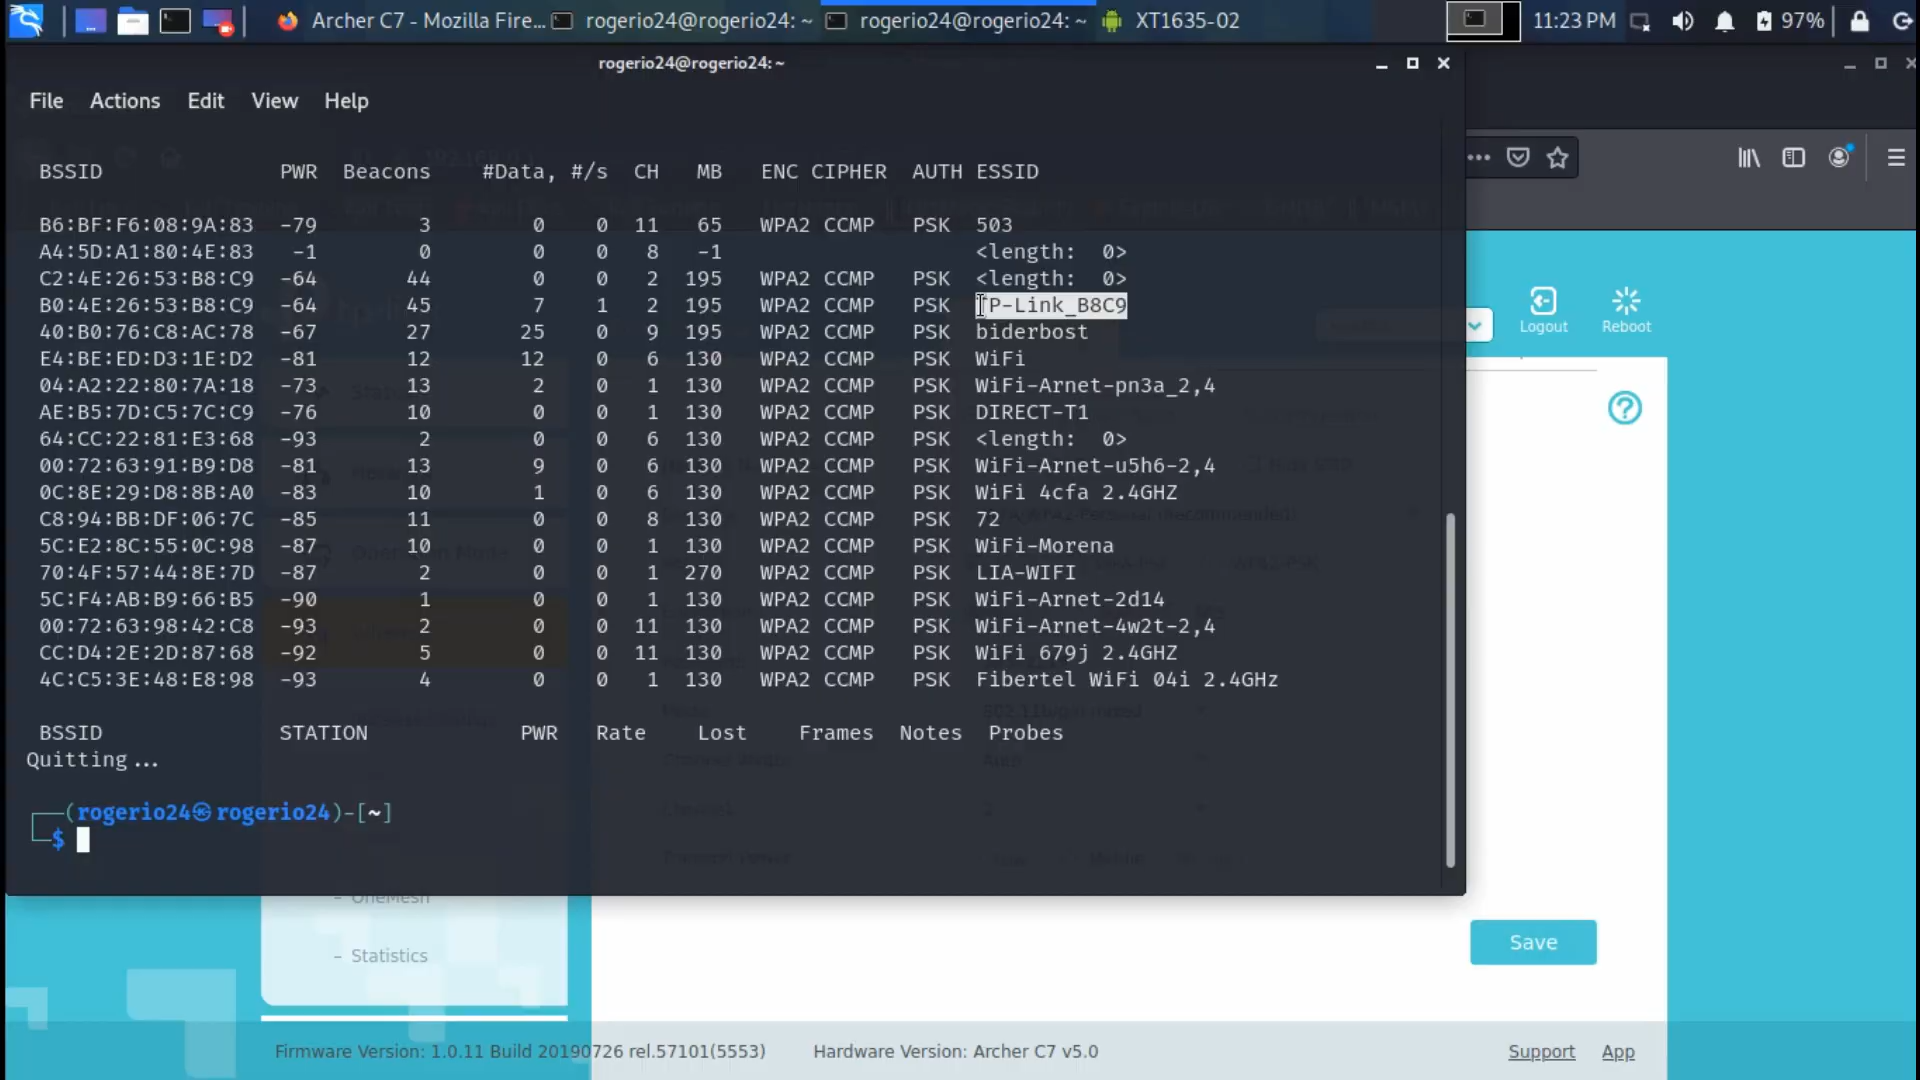 Archer C7 - Mozilla Fire... rogerio24@rogerio24: ~ rogerio24@rogerio24: ~ XT1635-02 11:23 PM 97%
rogerio24@rogerio24:~
File Actions Edit View Help
BSSID PWR Beacons #Data, #/s CH MB ENC CIPHER AUTH ESSID
B6:BF:F6:08:9A:83 -79 3 0 0 11 65 WPA2 CCMP PSK 503
A4:5D:A1:80:4E:83 -1 0 0 0 8 -1 <length: 0>
C2:4E:26:53:B8:C9 -64 44 0 0 2 195 WPA2 CCMP PSK <length: 0>
B0:4E:26:53:B8:C9 -64 45 7 1 2 195 WPA2 CCMP PSK TP-Link_B8C9
40:B0:76:C8:AC:78 -67 27 25 0 9 195 WPA2 CCMP PSK biderbost
E4:BE:ED:D3:1E:D2 -81 12 12 0 6 130 WPA2 CCMP PSK WiFi
04:A2:22:80:7A:18 -73 13 2 0 1 130 WPA2 CCMP PSK WiFi-Arnet-pn3a_2,4
AE:B5:7D:C5:7C:C9 -76 10 0 0 1 130 WPA2 CCMP PSK DIRECT-T1
64:CC:22:81:E3:68 -93 2 0 0 6 130 WPA2 CCMP PSK <length: 0>
00:72:63:91:B9:D8 -81 13 9 0 6 130 WPA2 CCMP PSK WiFi-Arnet-u5h6-2,4
0C:8E:29:D8:8B:A0 -83 10 1 0 6 130 WPA2 CCMP PSK WiFi 4cfa 2.4GHZ
C8:94:BB:DF:06:7C -85 11 0 0 8 130 WPA2 CCMP PSK 72
5C:E2:8C:55:0C:98 -87 10 0 0 1 130 WPA2 CCMP PSK WiFi-Morena
70:4F:57:44:8E:7D -87 2 0 0 1 270 WPA2 CCMP PSK LIA-WIFI
5C:F4:AB:B9:66:B5 -90 1 0 0 1 130 WPA2 CCMP PSK WiFi-Arnet-2d14
00:72:63:98:42:C8 -93 2 0 0 11 130 WPA2 CCMP PSK WiFi-Arnet-4w2t-2,4
CC:D4:2E:2D:87:68 -92 5 0 0 11 130 WPA2 CCMP PSK WiFi 679j 2.4GHZ
4C:C5:3E:48:E8:98 -93 4 0 0 1 130 WPA2 CCMP PSK Fibertel WiFi 04i 2.4GHz
BSSID STATION PWR Rate Lost Frames Notes Probes
Quitting...
(rogerio24㉿rogerio24)-[~]
$
Logout Reboot
- OneMesh
- Statistics
Save
Firmware Version: 1.0.11 Build 20190726 rel.57101(5553) Hardware Version: Archer C7 v5.0 Support App